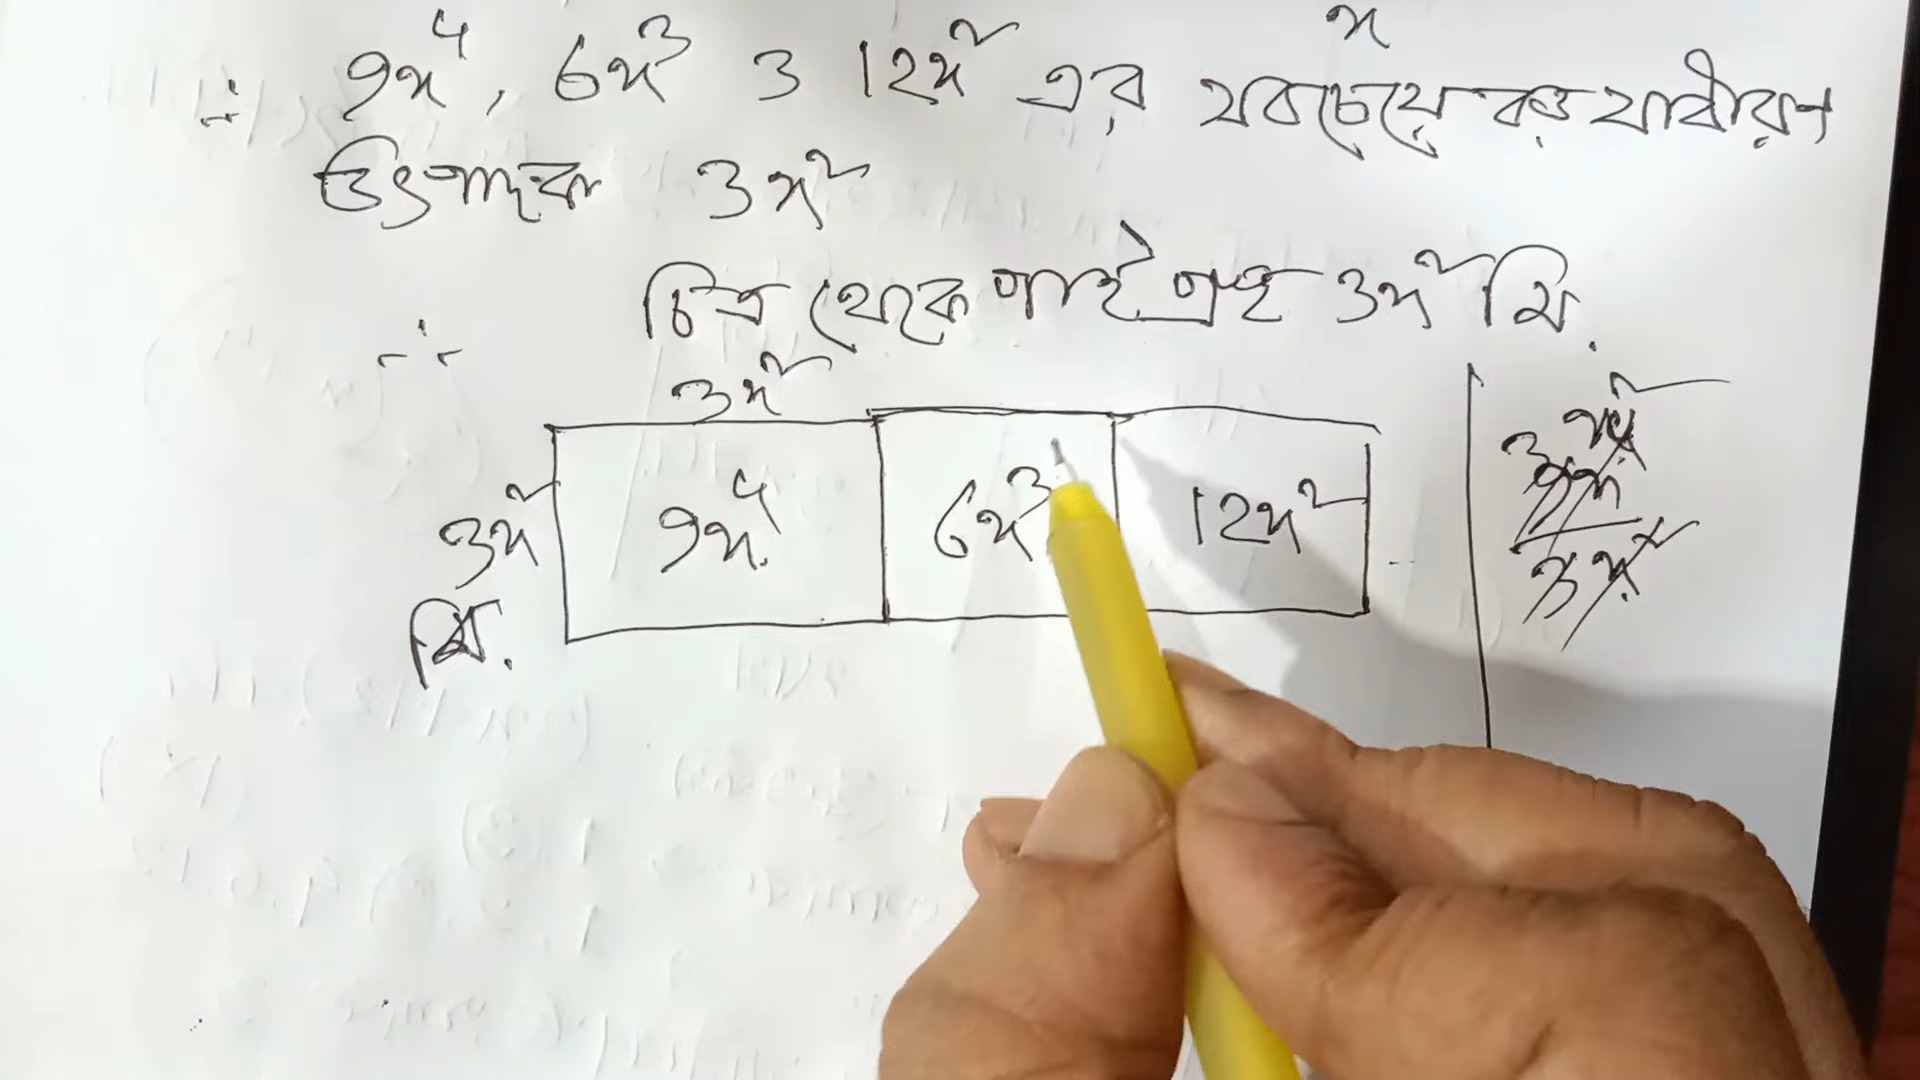 x
∴ 9x⁴, 6x³ ও 12x² এর সবচেয়ে বড় সাধারণ
উৎপাদক 3x²
∴ চিত্র থেকে পাই প্রস্থ 3x² মি.
3x²
3x² 9x⁴ 6x³ 12x²
মি.